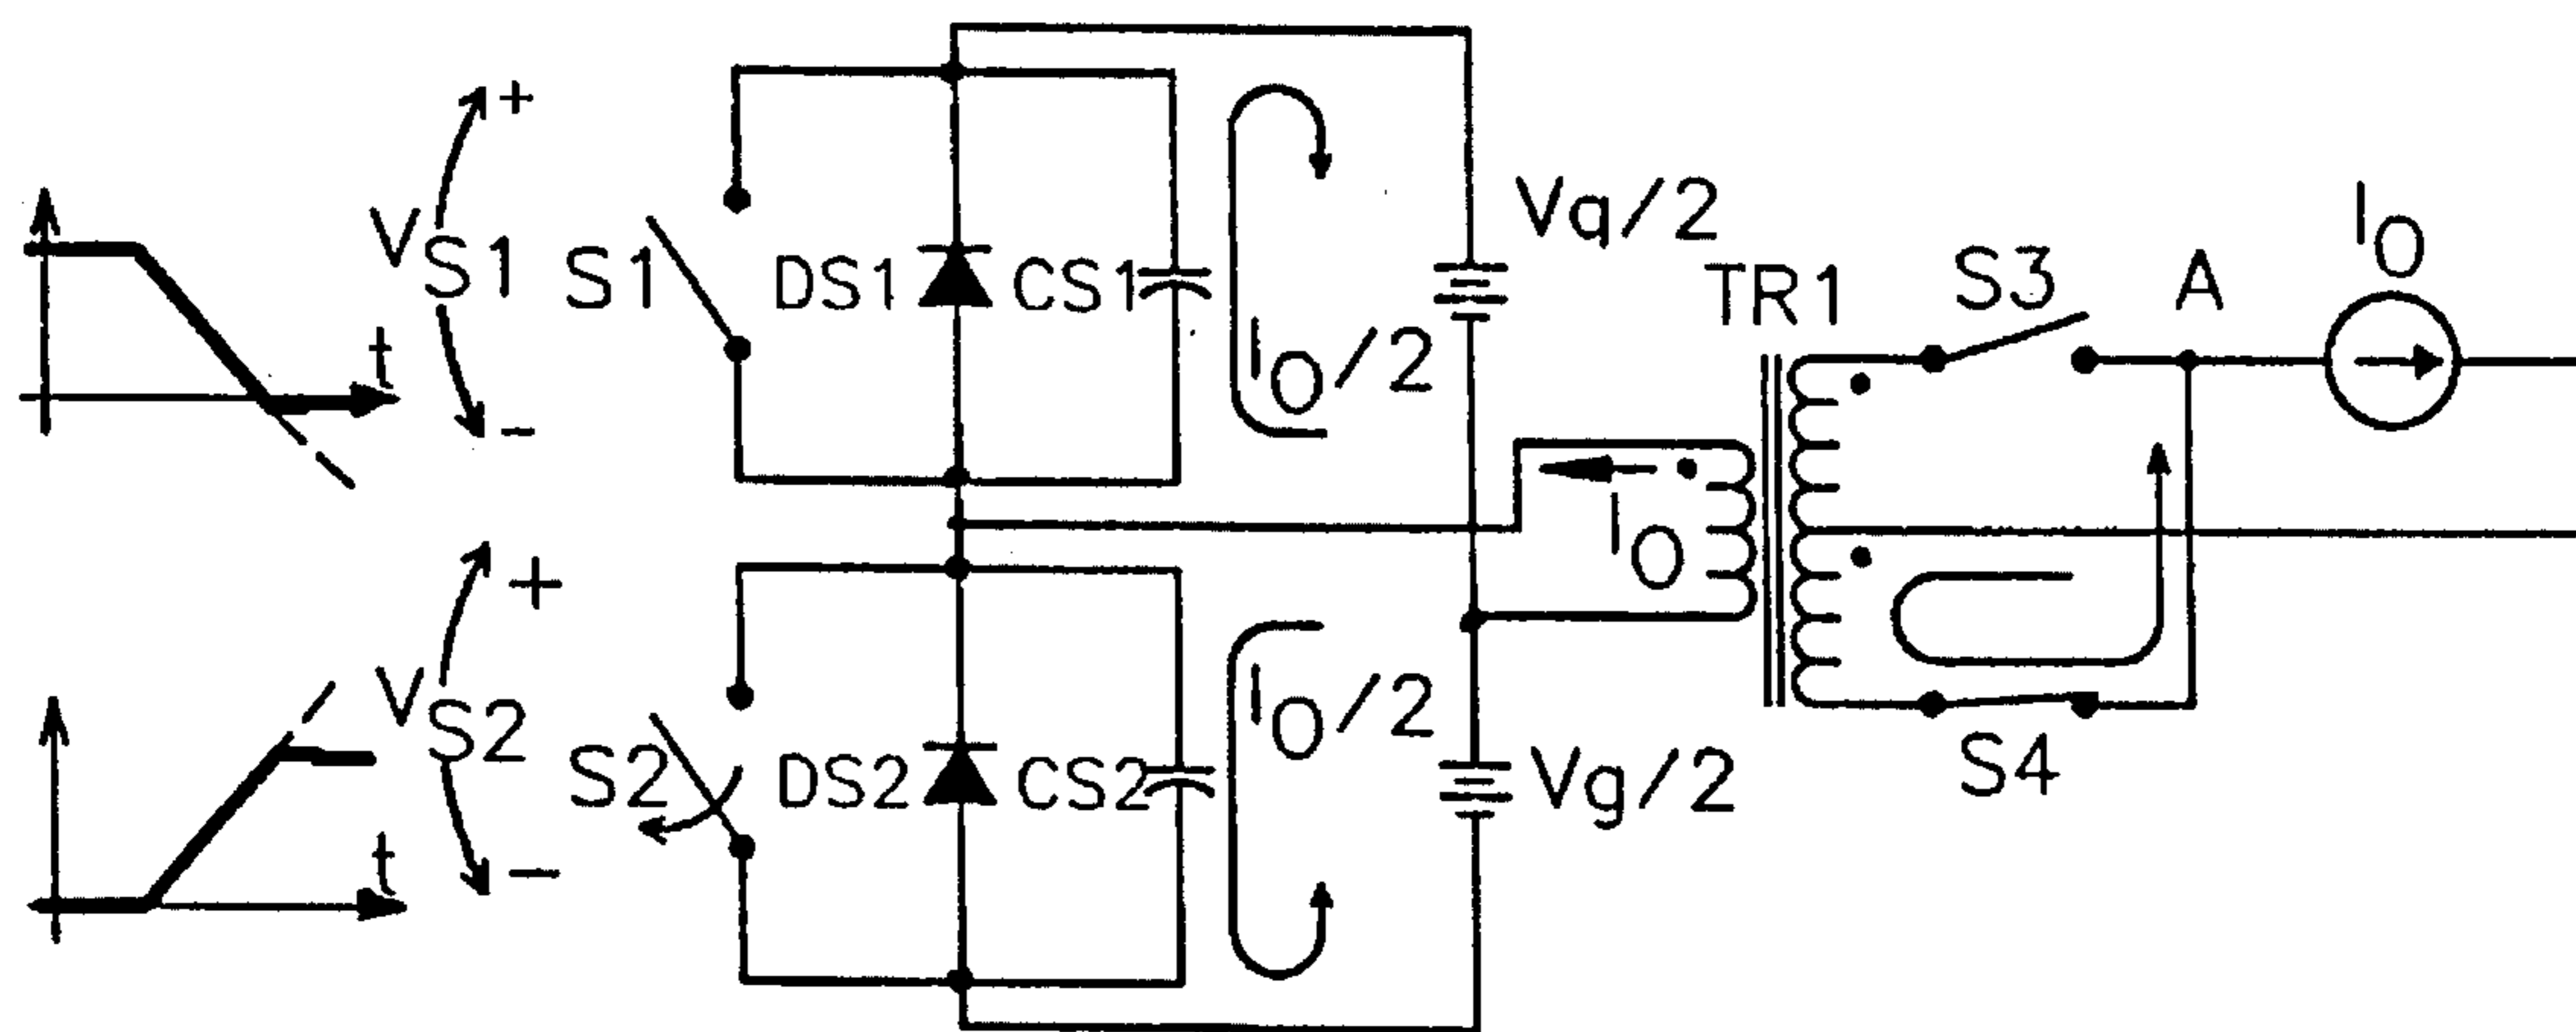 +
VS1
-
t
S1
DS1
CS1
IO/2
Vg/2
TR1
S3
A
IO
IO
+
VS2
-
t
S2
DS2
CS2
IO/2
Vg/2
S4